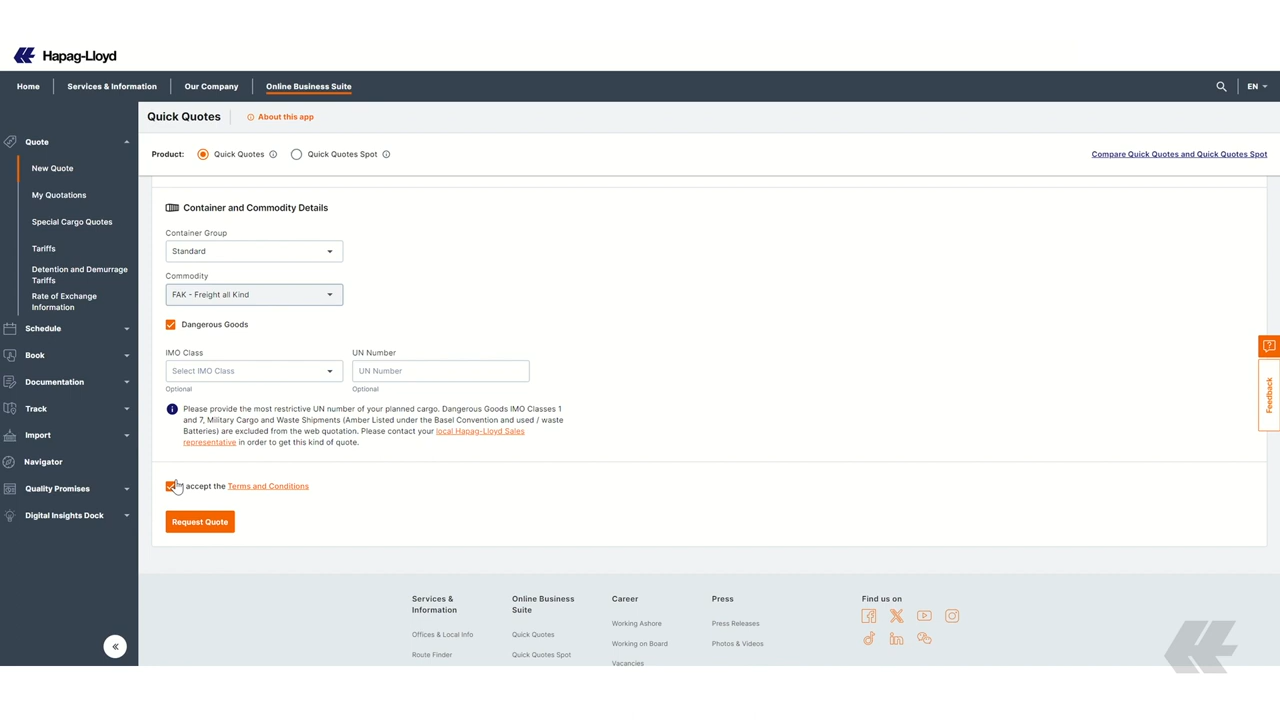 Hapag-Lloyd
Home
Services & Information
Our Company
Online Business Suite
EN
Quick Quotes
About this app
Product:
Quick Quotes
Quick Quotes Spot
Compare Quick Quotes and Quick Quotes Spot
Quote
New Quote
My Quotations
Special Cargo Quotes
Tariffs
Detention and Demurrage
Tariffs
Rate of Exchange
Information
Schedule
Book
Documentation
Track
Import
Navigator
Quality Promises
Digital Insights Dock
Container and Commodity Details
Container Group
Standard
Commodity
FAK - Freight all Kind
Dangerous Goods
IMO Class
UN Number
Select IMO Class
UN Number
Optional
Optional
Please provide the most restrictive UN number of your planned cargo. Dangerous Goods IMO Classes 1
and 7, Military Cargo and Waste Shipments (Amber Listed under the Basel Convention and used / waste
Batteries) are excluded from the web quotation. Please contact your local Hapag-Lloyd Sales
representative in order to get this kind of quote.
accept the Terms and Conditions
Request Quote
Feedback
Services &
Information
Offices & Local Info
Route Finder
Online Business
Suite
Quick Quotes
Quick Quotes Spot
Career
Working Ashore
Working on Board
Vacancies
Press
Press Releases
Photos & Videos
Find us on